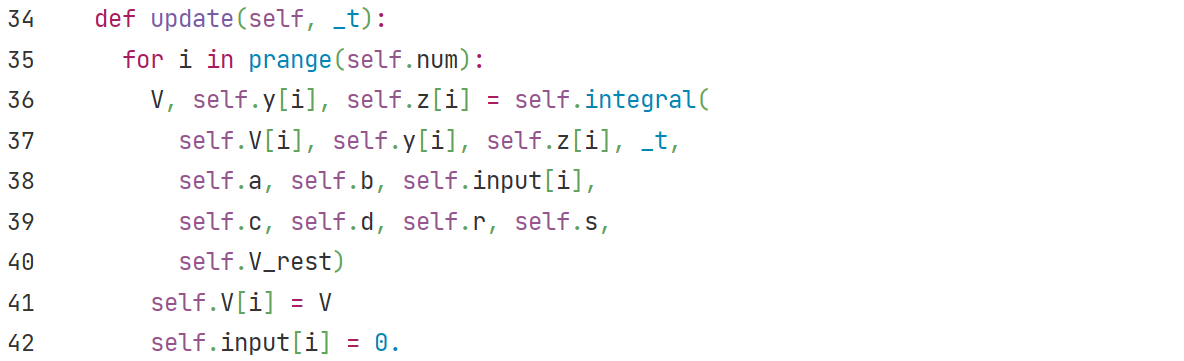 34    def update(self, _t):
35      for i in prange(self.num):
36        V, self.y[i], self.z[i] = self.integral(
37          self.V[i], self.y[i], self.z[i], _t,
38          self.a, self.b, self.input[i],
39          self.c, self.d, self.r, self.s,
40          self.V_rest)
41        self.V[i] = V
42        self.input[i] = 0.